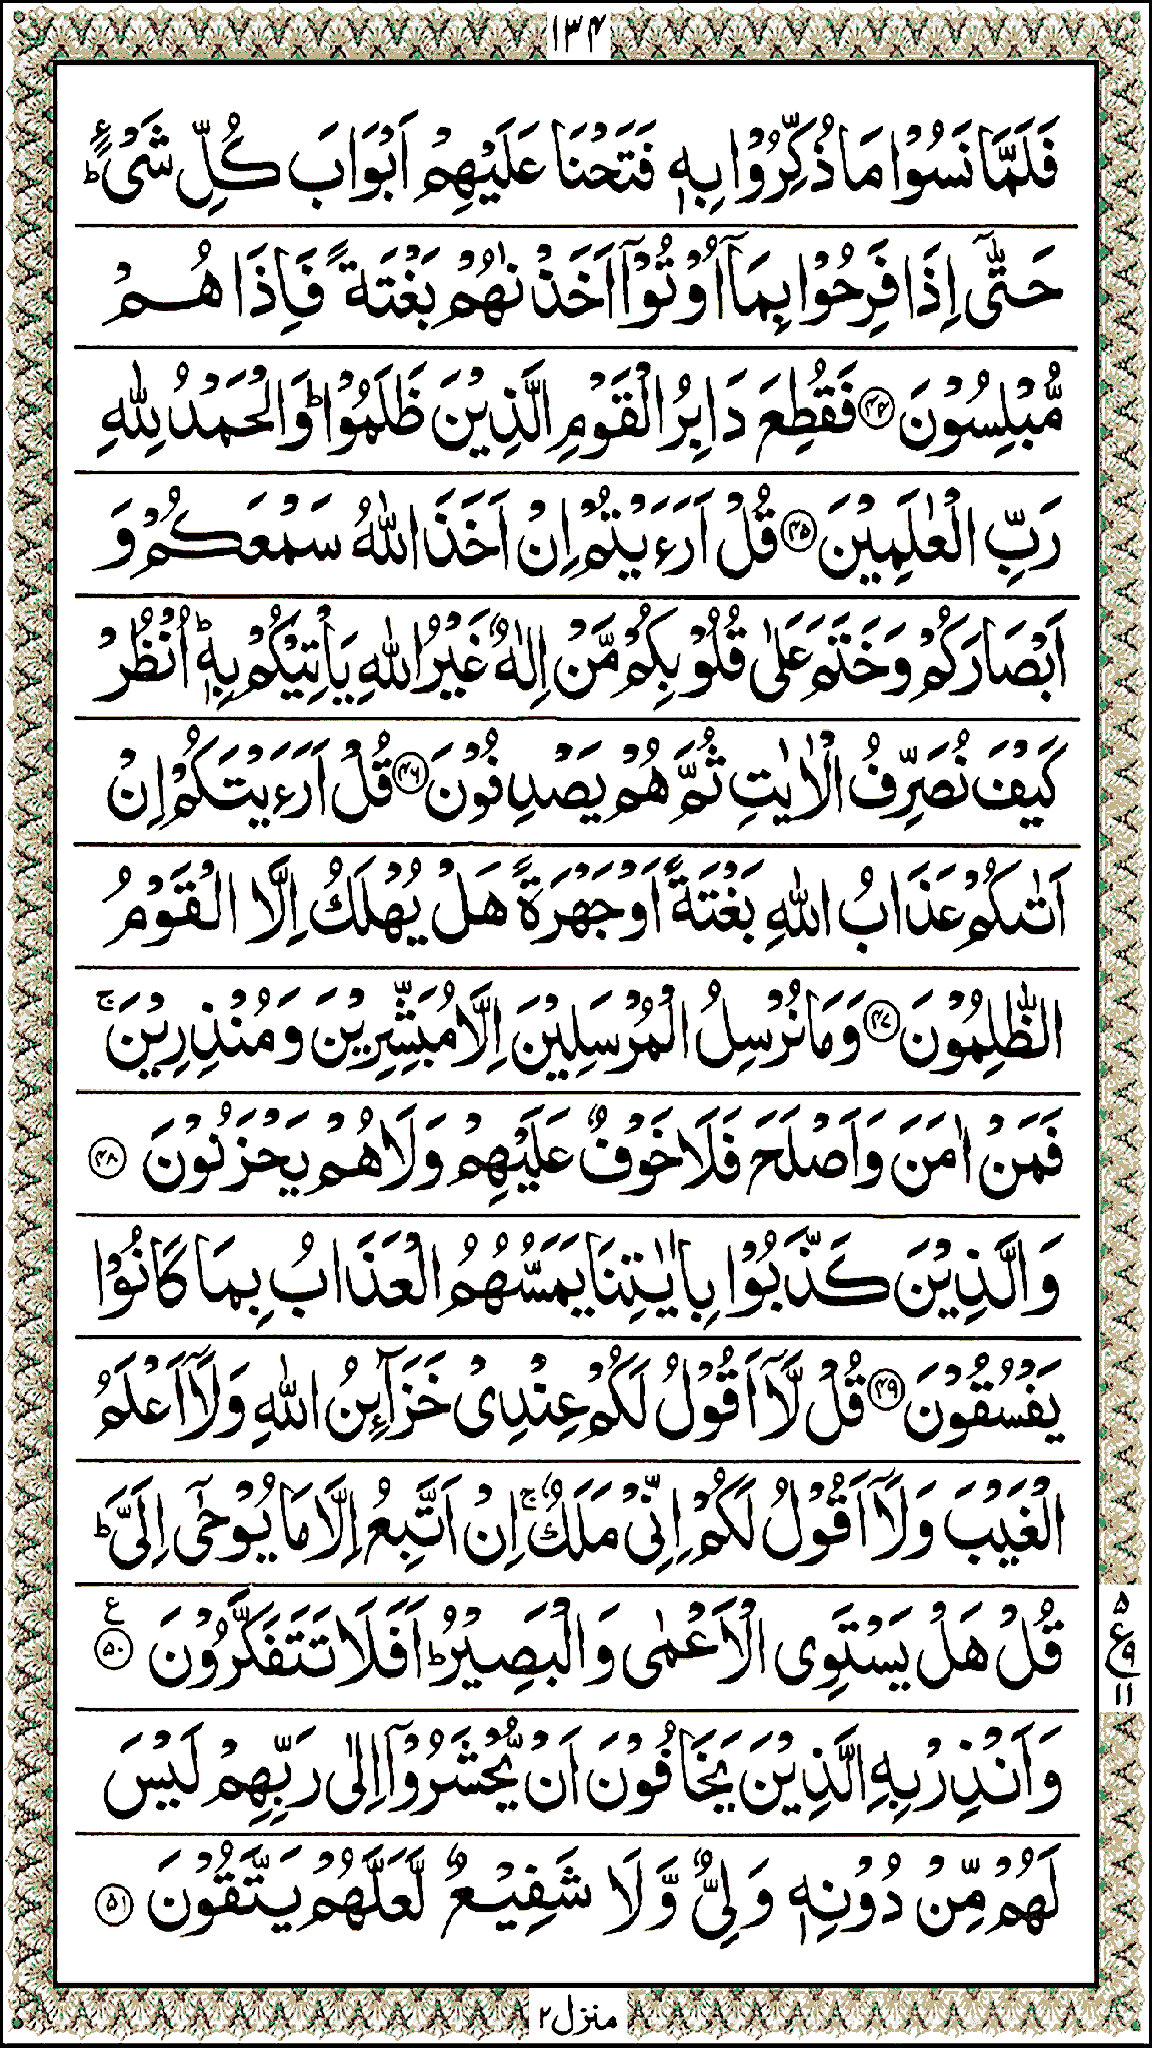 ۱۳۴
فَلَمَّا نَسُوْا مَا ذُكِّرُوْا بِهٖ فَتَحْنَا عَلَيْهِمْ اَبْوَابَ كُلِّ شَیْءٍ ؕ
حَتّٰۤی اِذَا فَرِحُوْا بِمَاۤ اُوْتُوْۤا اَخَذْنٰهُمْ بَغْتَةً فَاِذَا هُمْ
مُّبْلِسُوْنَ ﴿۴۴﴾ فَقُطِعَ دَابِرُ الْقَوْمِ الَّذِيْنَ ظَلَمُوْا ؕ وَالْحَمْدُ لِلّٰهِ
رَبِّ الْعٰلَمِيْنَ ﴿۴۵﴾ قُلْ اَرَءَيْتُمْ اِنْ اَخَذَ اللّٰهُ سَمْعَكُمْ وَ
اَبْصَارَكُمْ وَخَتَمَ عَلٰی قُلُوْبِكُمْ مَّنْ اِلٰهٌ غَيْرُ اللّٰهِ يَاْتِيْكُمْ بِهٖ ؕ اُنْظُرْ
كَيْفَ نُصَرِّفُ الْاٰيٰتِ ثُمَّ هُمْ يَصْدِفُوْنَ ﴿۴۶﴾ قُلْ اَرَءَيْتَكُمْ اِنْ
اَتٰىكُمْ عَذَابُ اللّٰهِ بَغْتَةً اَوْ جَهْرَةً هَلْ يُهْلَكُ اِلَّا الْقَوْمُ
الظّٰلِمُوْنَ ﴿۴۷﴾ وَمَا نُرْسِلُ الْمُرْسَلِيْنَ اِلَّا مُبَشِّرِيْنَ وَمُنْذِرِيْنَ ۚ
فَمَنْ اٰمَنَ وَاَصْلَحَ فَلَا خَوْفٌ عَلَيْهِمْ وَلَا هُمْ يَحْزَنُوْنَ ﴿۴۸﴾
وَالَّذِيْنَ كَذَّبُوْا بِاٰيٰتِنَا يَمَسُّهُمُ الْعَذَابُ بِمَا كَانُوْا
يَفْسُقُوْنَ ﴿۴۹﴾ قُلْ لَّاۤ اَقُوْلُ لَكُمْ عِنْدِیْ خَزَآئِنُ اللّٰهِ وَلَاۤ اَعْلَمُ
الْغَيْبَ وَلَاۤ اَقُوْلُ لَكُمْ اِنِّیْ مَلَكٌ ۚ اِنْ اَتَّبِعُ اِلَّا مَا يُوْحٰۤی اِلَیَّ ؕ
قُلْ هَلْ يَسْتَوِی الْاَعْمٰی وَالْبَصِيْرُ ؕ اَفَلَا تَتَفَكَّرُوْنَ ﴿۵۰﴾ ع
۵
ع ۹
۱۱
وَاَنْذِرْ بِهِ الَّذِيْنَ يَخَافُوْنَ اَنْ يُّحْشَرُوْۤا اِلٰی رَبِّهِمْ لَيْسَ
لَهُمْ مِّنْ دُوْنِهٖ وَلِیٌّ وَّلَا شَفِيْعٌ لَّعَلَّهُمْ يَتَّقُوْنَ ﴿۵۱﴾
منزل ۲